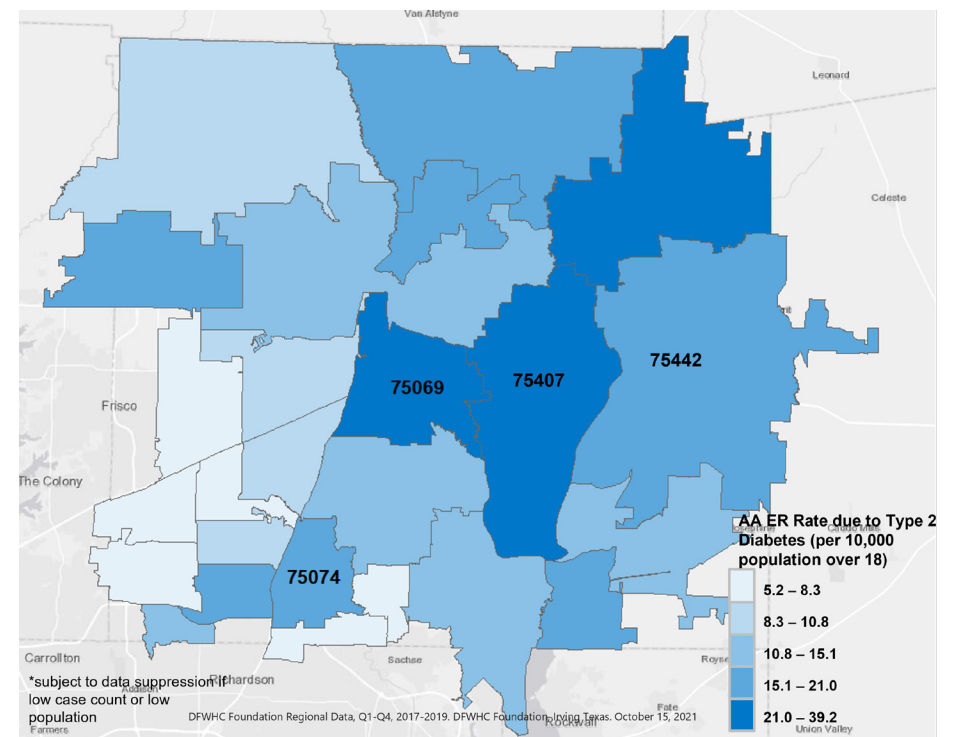 Van Alstyne
Leonard
Celeste
rit
75442
75407
75069
Frisco
The Colony
AA ER Rate due to Type 2
Diabetes (per 10,000
population over 18)
75074
5.2 – 8.3
8.3 – 10.8
10.8 – 15.1
15.1 – 21.0
21.0 – 39.2
Carrollton
Sachse
Royse
*subject to data suppression if
Richardson
low case count or low
population
Fate
DFWHC Foundation Regional Data, Q1-Q4, 2017-2019. DFWHC Foundation, Irving Texas. October 15, 2021
Rockwall
Farmers
Union Valley